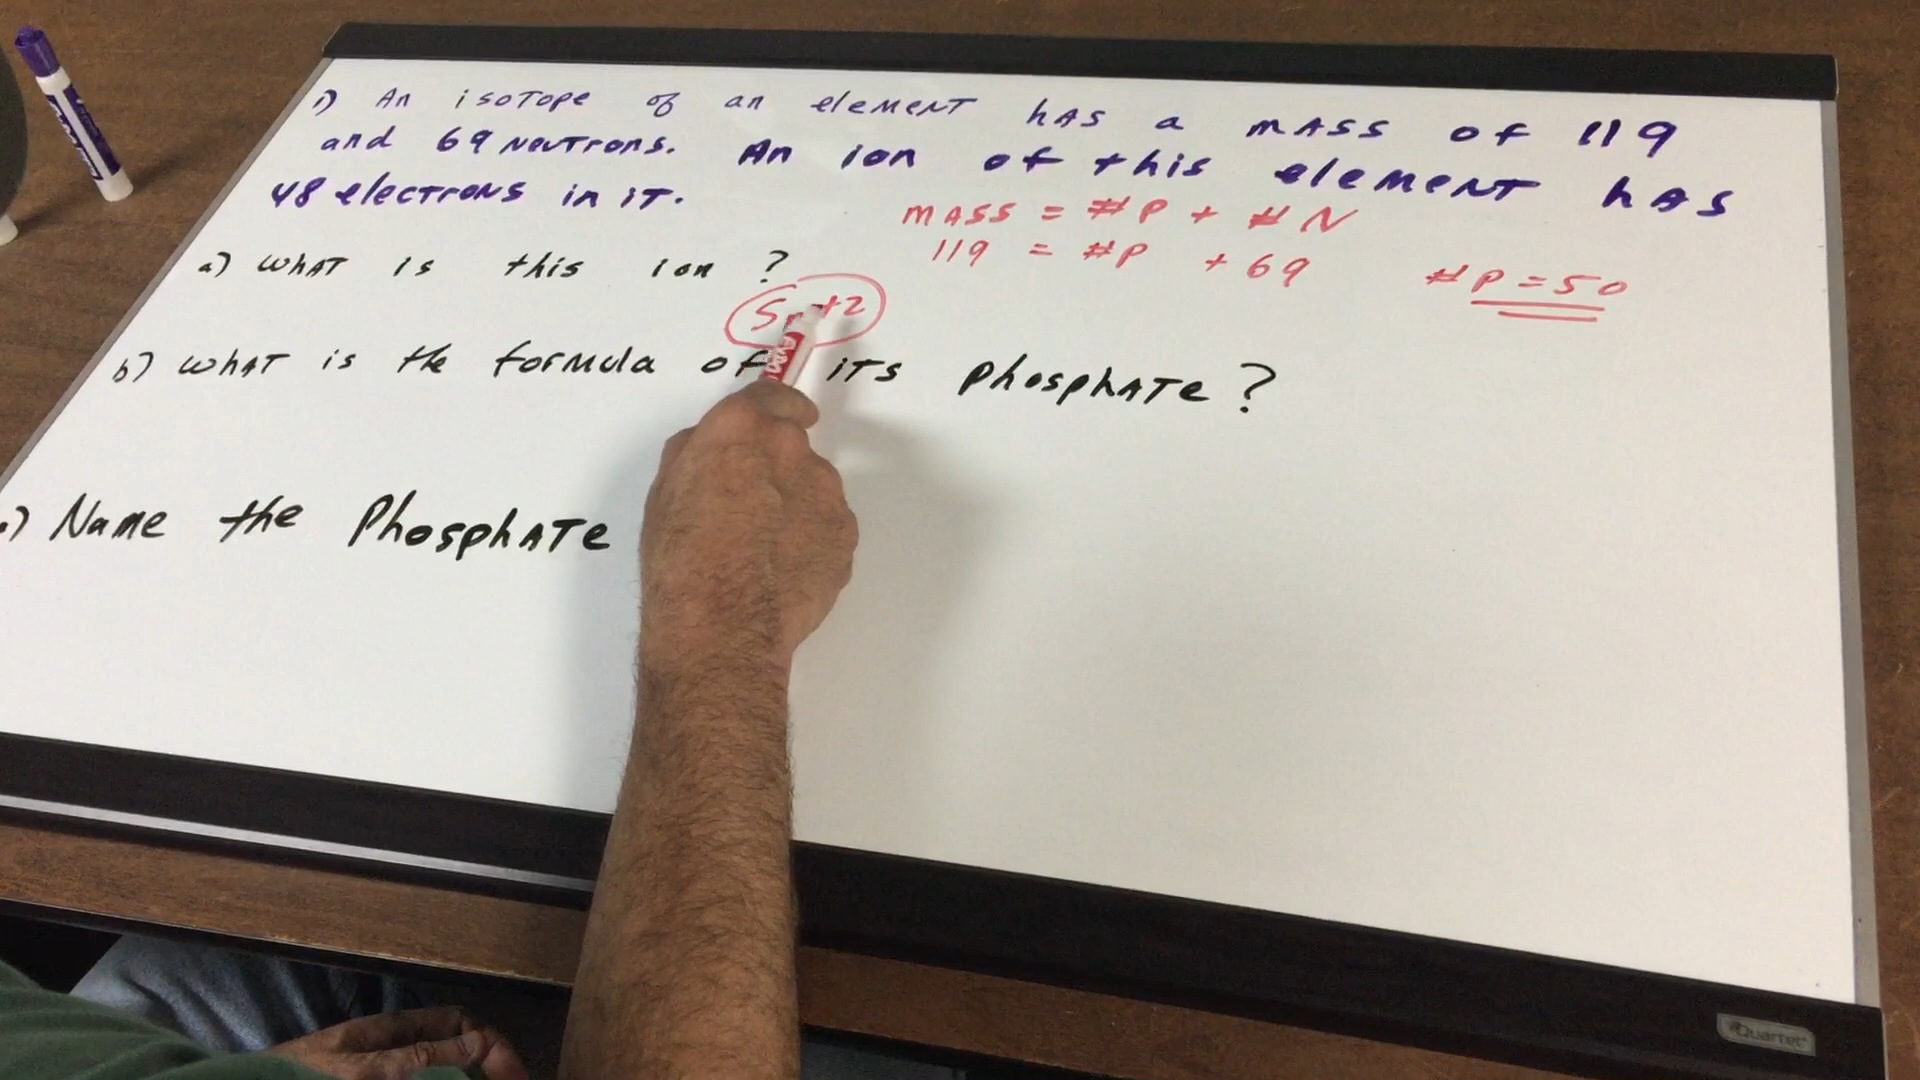 1) An isotope of an element has a mass of 119
and 69 neutrons. An ion of this element has
48 electrons in it.
mass = #P + #N
119 = #P + 69 #P = 50
a) What is this ion?
Sn+2
b) What is the formula of its phosphate?
) Name the Phosphate
Quartet